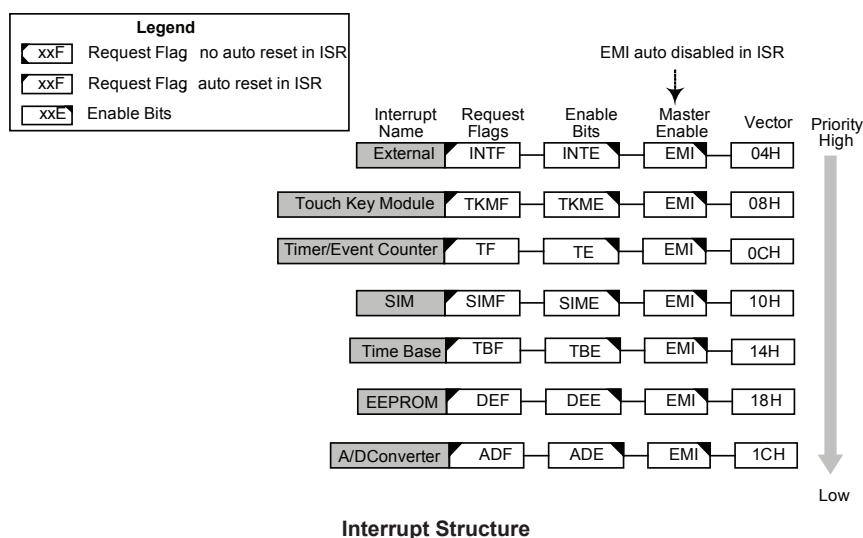 Legend
xxF Request Flag no auto reset in ISR
xxF Request Flag auto reset in ISR
xxE Enable Bits
EMI auto disabled in ISR
Interrupt Name Request Flags Enable Bits Master Enable Vector Priority High
External INTF INTE EMI 04H
Touch Key Module TKMF TKME EMI 08H
Timer/Event Counter TF TE EMI 0CH
SIM SIMF SIME EMI 10H
Time Base TBF TBE EMI 14H
EEPROM DEF DEE EMI 18H
A/DConverter ADF ADE EMI 1CH
Low
Interrupt Structure